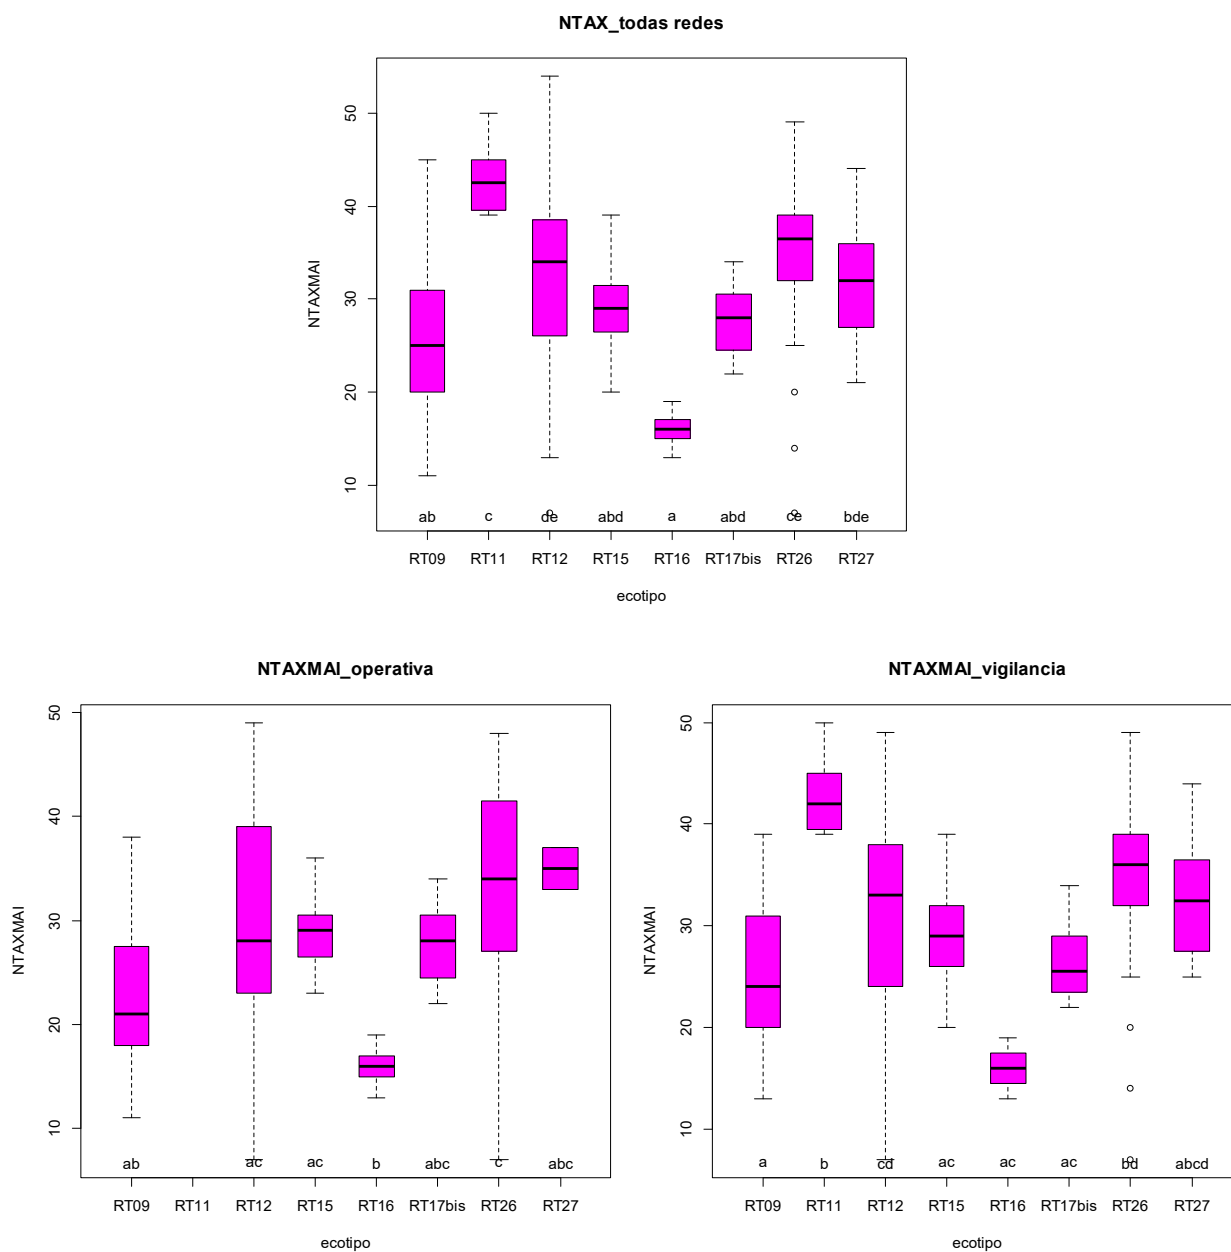 NTAX_todas redes
50
40
30
20
10
NTAXMAI
ab c de abd a abd ce bde
RT09 RT11 RT12 RT15 RT16 RT17bis RT26 RT27
ecotipo
NTAXMAI_operativa
50
40
30
20
10
NTAXMAI
ab ac ac b abc c abc
RT09 RT11 RT12 RT15 RT16 RT17bis RT26 RT27
ecotipo
NTAXMAI_vigilancia
50
40
30
20
10
NTAXMAI
a b cd ac ac ac bd abcd
RT09 RT11 RT12 RT15 RT16 RT17bis RT26 RT27
ecotipo